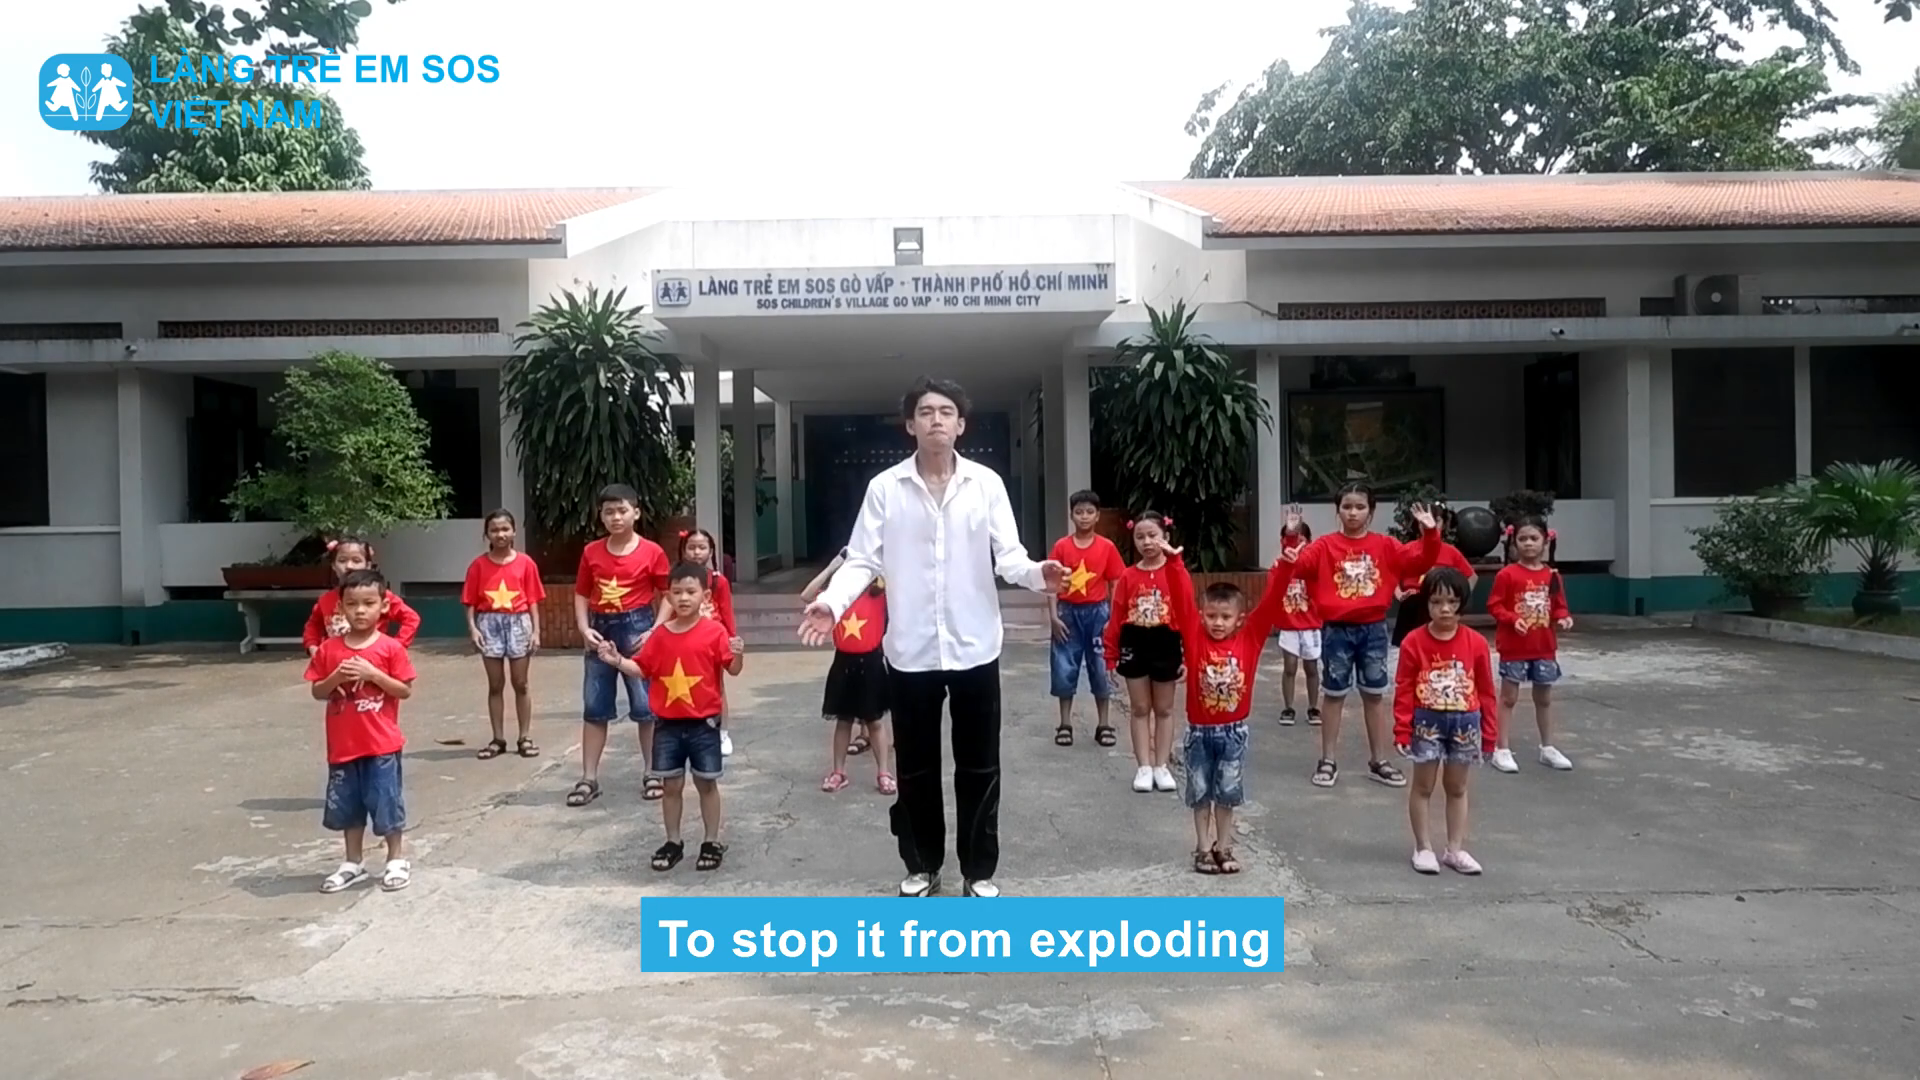 LÀNG TRẺ EM SOS
VIỆT NAM
LÀNG TRẺ EM SOS GÒ VẤP - THÀNH PHỐ HỒ CHÍ MINH
SOS CHILDREN'S VILLAGE GO VAP - HO CHI MINH CITY
Boy
To stop it from exploding